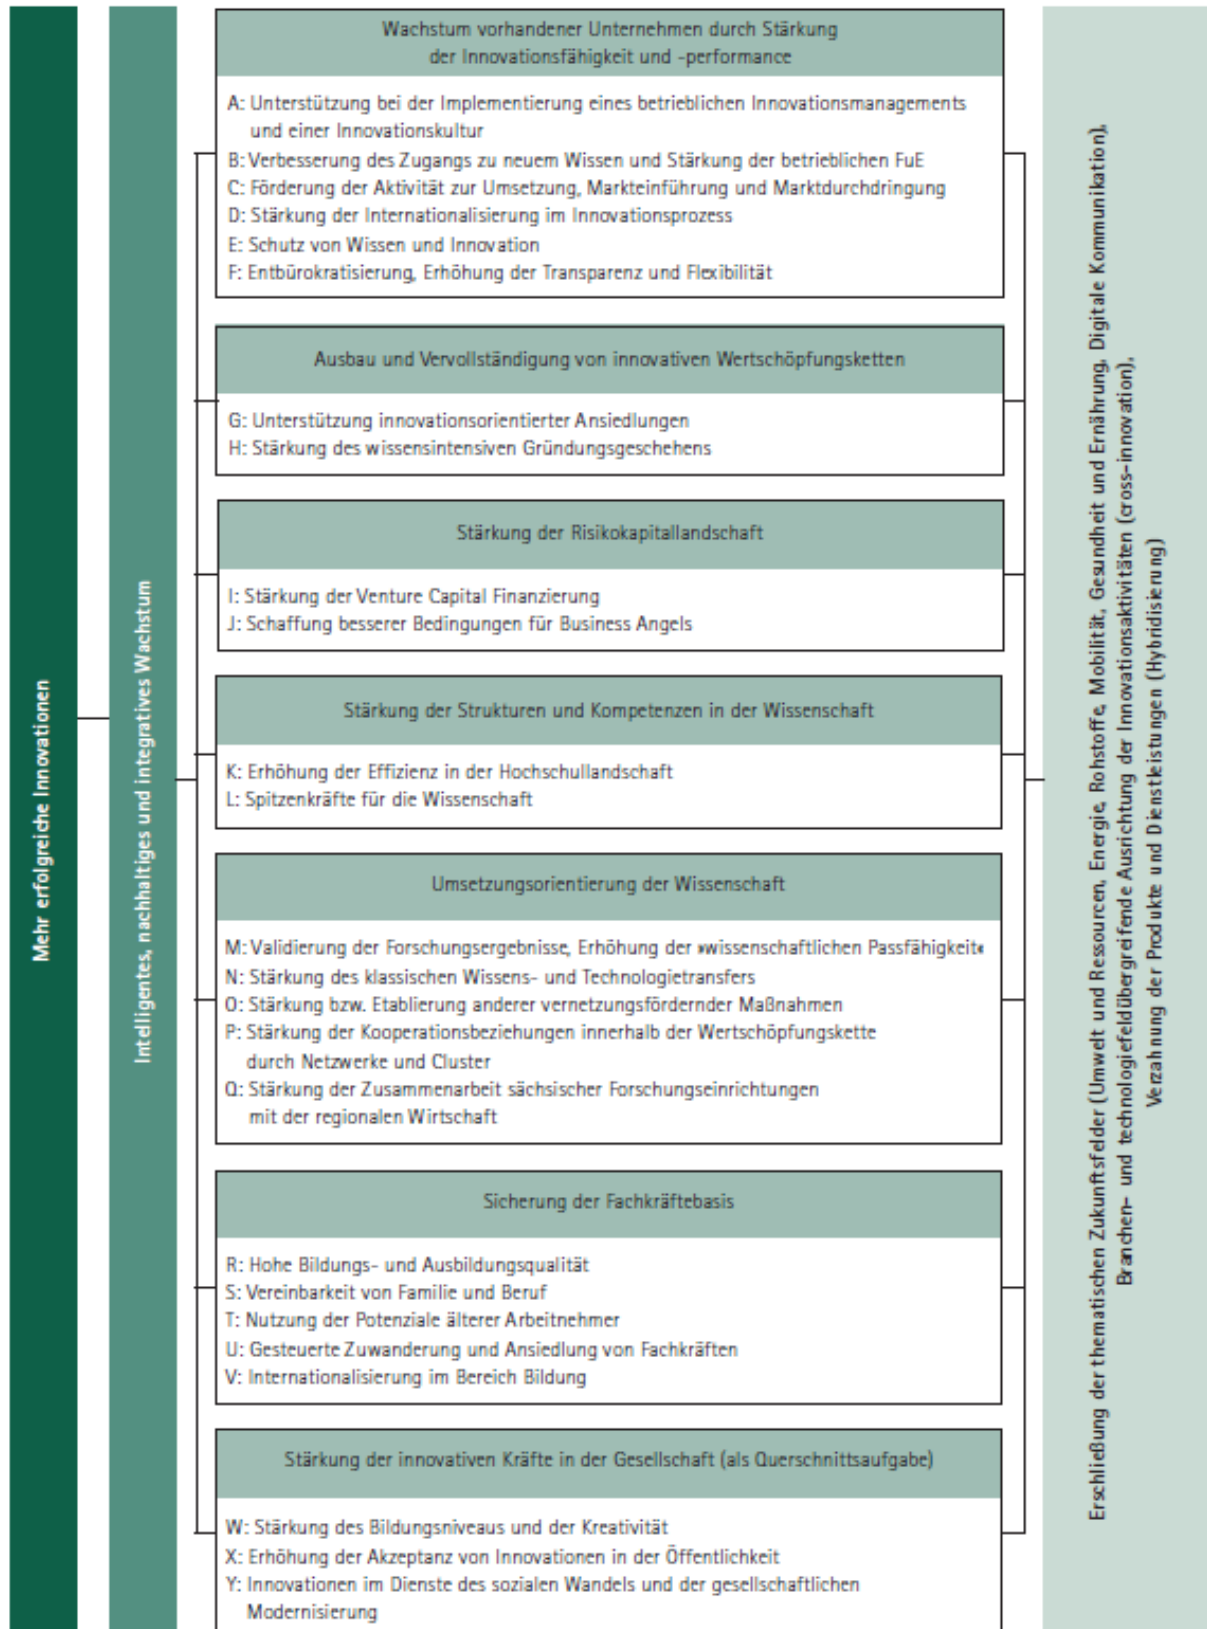 Mehr erfolgreiche Innovationen
Intelligentes, nachhaltiges und integratives Wachstum
Wachstum vorhandener Unternehmen durch Stärkung
der Innovationsfähigkeit und -performance
A: Unterstützung bei der Implementierung eines betrieblichen Innovationsmanagements
und einer Innovationskultur
B: Verbesserung des Zugangs zu neuem Wissen und Stärkung der betrieblichen FuE
C: Förderung der Aktivität zur Umsetzung, Markteinführung und Marktdurchdringung
D: Stärkung der Internationalisierung im Innovationsprozess
E: Schutz von Wissen und Innovation
F: Entbürokratisierung, Erhöhung der Transparenz und Flexibilität
Ausbau und Vervollständigung von innovativen Wertschöpfungsketten
G: Unterstützung innovationsorientierter Ansiedlungen
H: Stärkung des wissensintensiven Gründungsgeschehens
Stärkung der Risikokapitallandschaft
I: Stärkung der Venture Capital Finanzierung
J: Schaffung besserer Bedingungen für Business Angels
Stärkung der Strukturen und Kompetenzen in der Wissenschaft
K: Erhöhung der Effizienz in der Hochschullandschaft
L: Spitzenkräfte für die Wissenschaft
Umsetzungsorientierung der Wissenschaft
M: Validierung der Forschungsergebnisse, Erhöhung der »wissenschaftlichen Passfähigkeit«
N: Stärkung des klassischen Wissens- und Technologietransfers
O: Stärkung bzw. Etablierung anderer vernetzungsfördernder Maßnahmen
P: Stärkung der Kooperationsbeziehungen innerhalb der Wertschöpfungskette
durch Netzwerke und Cluster
Q: Stärkung der Zusammenarbeit sächsischer Forschungseinrichtungen
mit der regionalen Wirtschaft
Sicherung der Fachkräftebasis
R: Hohe Bildungs- und Ausbildungsqualität
S: Vereinbarkeit von Familie und Beruf
T: Nutzung der Potenziale älterer Arbeitnehmer
U: Gesteuerte Zuwanderung und Ansiedlung von Fachkräften
V: Internationalisierung im Bereich Bildung
Stärkung der innovativen Kräfte in der Gesellschaft (als Querschnittsaufgabe)
W: Stärkung des Bildungsniveaus und der Kreativität
X: Erhöhung der Akzeptanz von Innovationen in der Öffentlichkeit
Y: Innovationen im Dienste des sozialen Wandels und der gesellschaftlichen
Modernisierung
Erschließung der thematischen Zukunftsfelder (Umwelt und Ressourcen, Energie, Rohstoffe, Mobilität, Gesundheit und Ernährung, Digitale Kommunikation),
Branchen- und technologiefeldübergreifende Ausrichtung der Innovationsaktivitäten (cross-innovation),
Verzahnung der Produkte und Dienstleistungen (Hybridisierung)